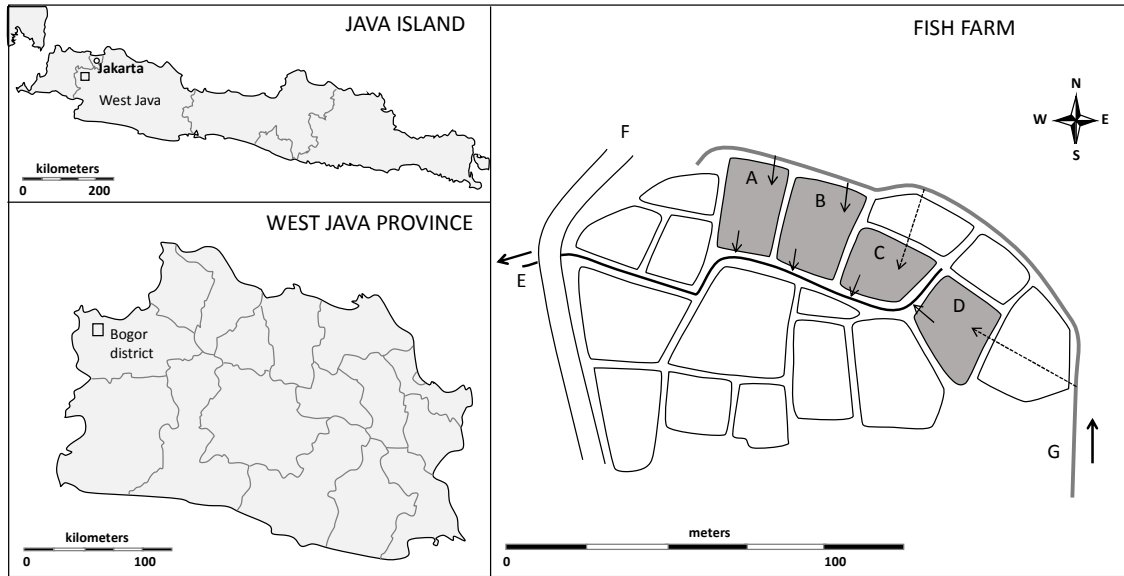 JAVA ISLAND
Jakarta
West Java
kilometers
0 200
WEST JAVA PROVINCE
Bogor
district
kilometers
0 100
FISH FARM
N
W E
S
F
A
B
C
E
D
G
meters
0 100